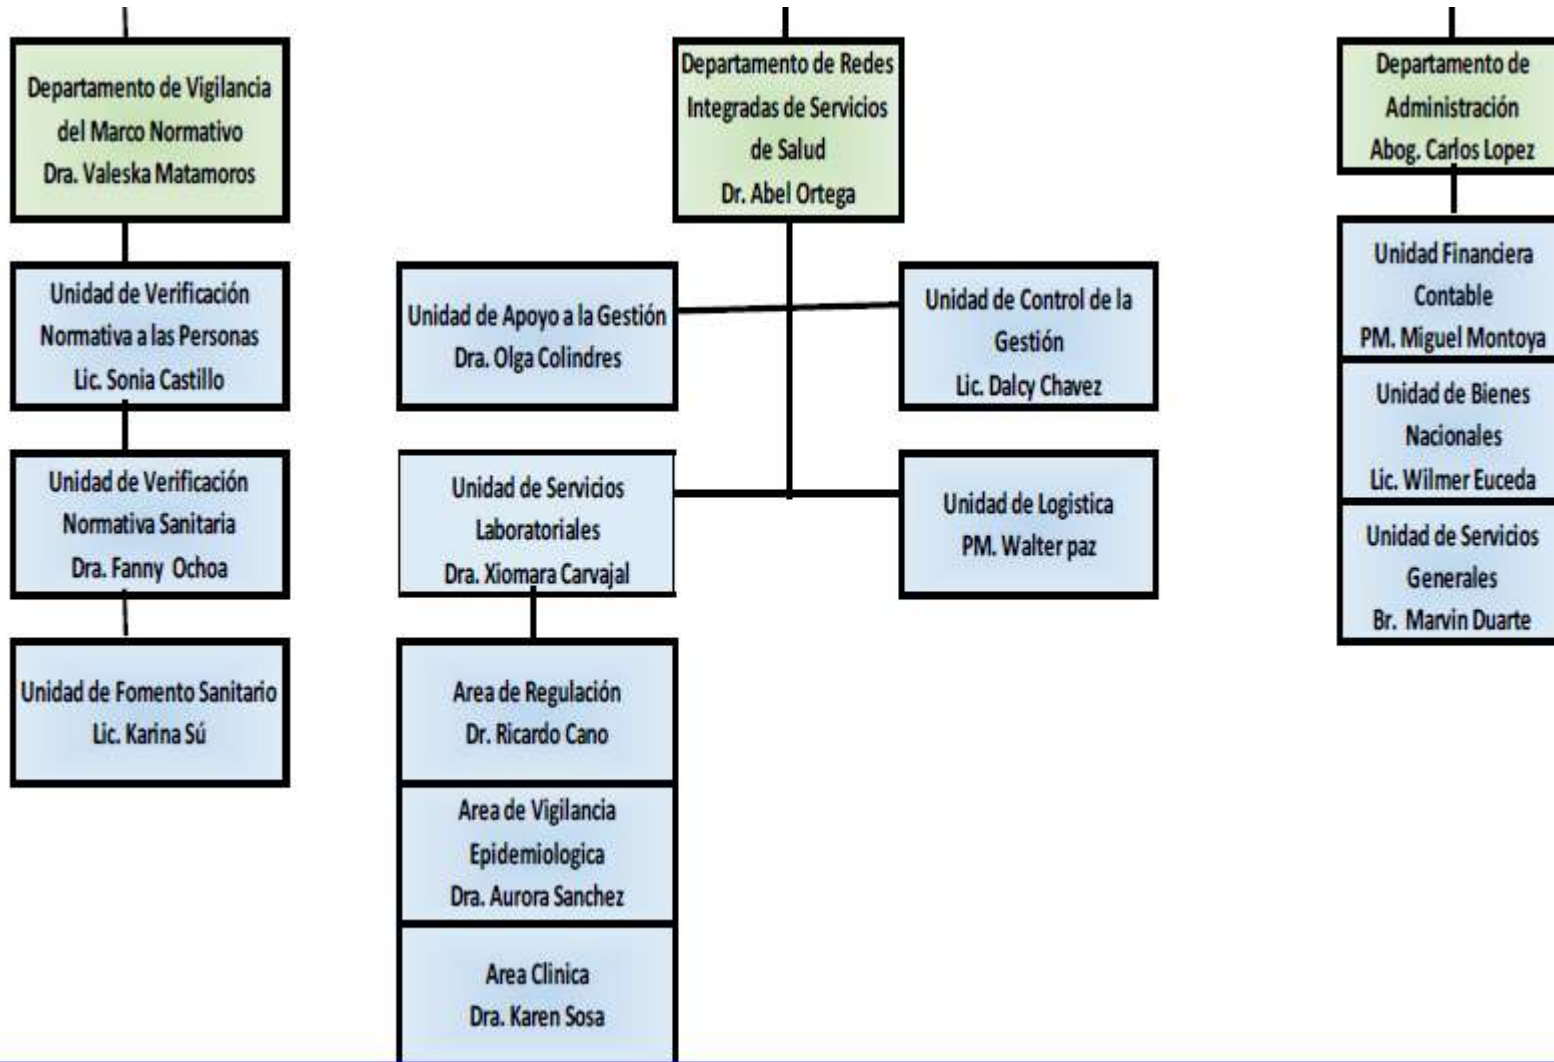 Departamento de Vigilancia
del Marco Normativo
Dra. Valeska Matamoros
Unidad de Verificación
Normativa a las Personas
Lic. Sonia Castillo
Unidad de Verificación
Normativa Sanitaria
Dra. Fanny Ochoa
Unidad de Fomento Sanitario
Lic. Karina Sú
Departamento de Redes
Integradas de Servicios
de Salud
Dr. Abel Ortega
Unidad de Apoyo a la Gestión
Dra. Olga Colindres
Unidad de Control de la
Gestión
Lic. Dalcy Chavez
Unidad de Servicios
Laboratoriales
Dra. Xiomara Carvajal
Unidad de Logistica
PM. Walter paz
Area de Regulación
Dr. Ricardo Cano
Area de Vigilancia
Epidemiologica
Dra. Aurora Sanchez
Area Clinica
Dra. Karen Sosa
Departamento de
Administración
Abog. Carlos Lopez
Unidad Financiera
Contable
PM. Miguel Montoya
Unidad de Bienes
Nacionales
Lic. Wilmer Euceda
Unidad de Servicios
Generales
Br. Marvin Duarte